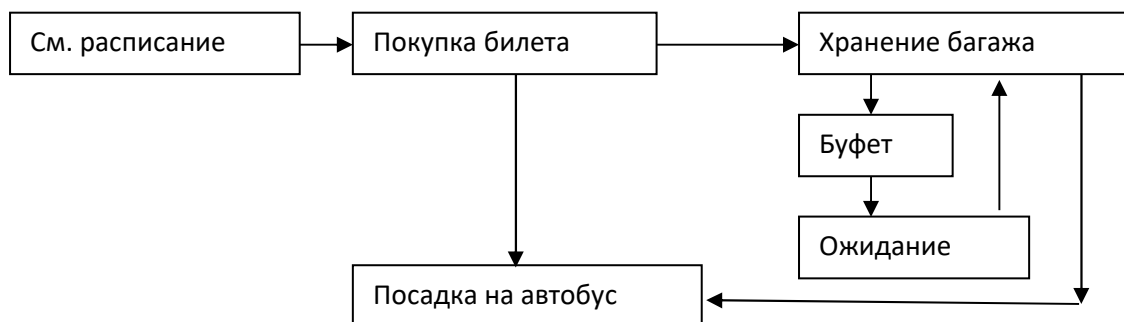 См. расписание
Покупка билета
Хранение багажа
Буфет
Ожидание
Посадка на автобус